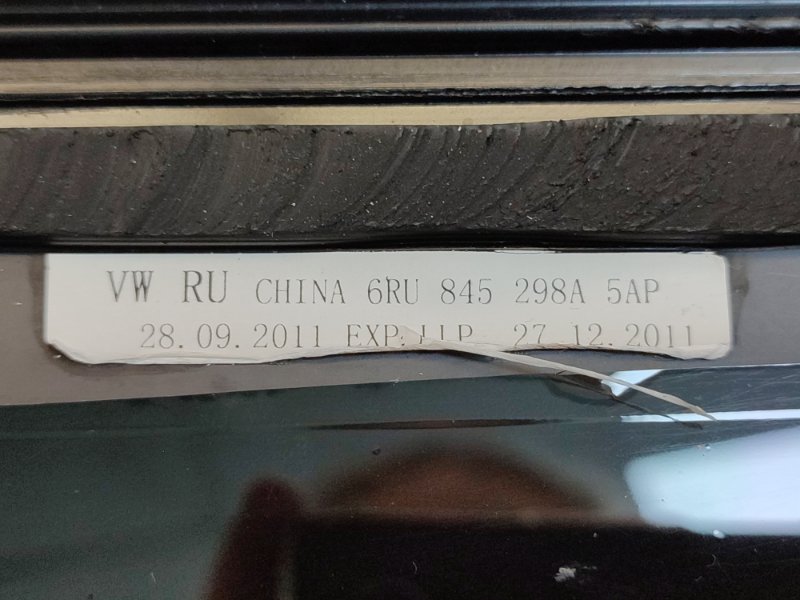 VW RU CHINA 6RU 845 298A 5AP
28.09.2011 EXP. 27.12.2011